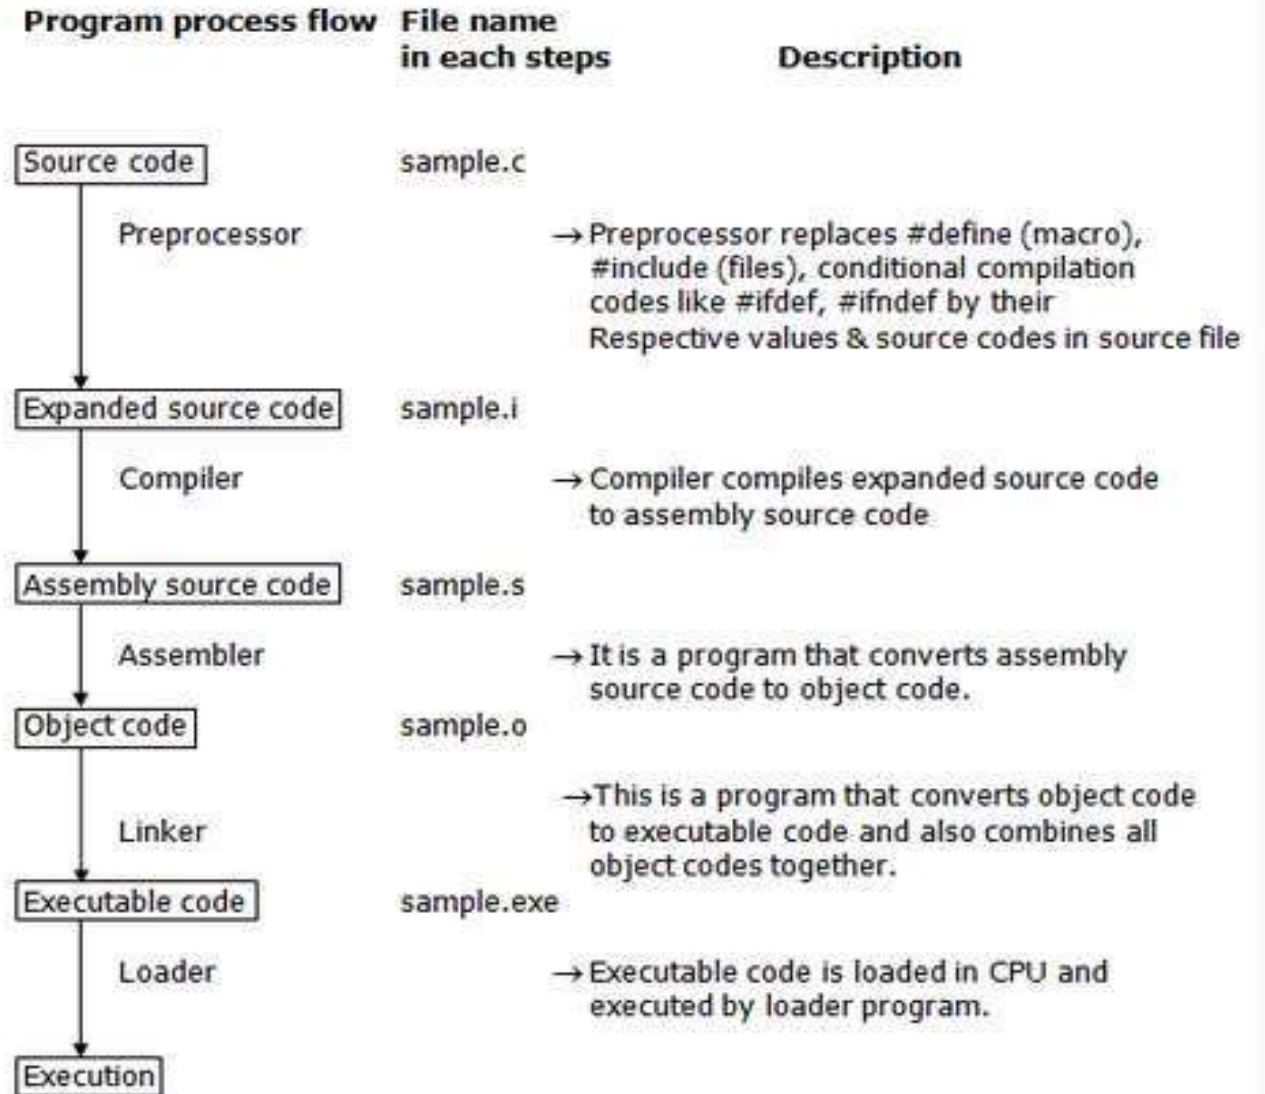 Program process flow File name
in each steps Description
Source code sample.c
Preprocessor →Preprocessor replaces #define (macro),
#include (files), conditional compilation
codes like #ifdef, #ifndef by their
Respective values & source codes in source file
Expanded source code sample.i
Compiler → Compiler compiles expanded source code
to assembly source code
Assembly source code sample.s
Assembler → It is a program that converts assembly
source code to object code.
Object code sample.o
→This is a program that converts object code
Linker to executable code and also combines all
object codes together.
Executable code sample.exe
Loader → Executable code is loaded in CPU and
executed by loader program.
Execution